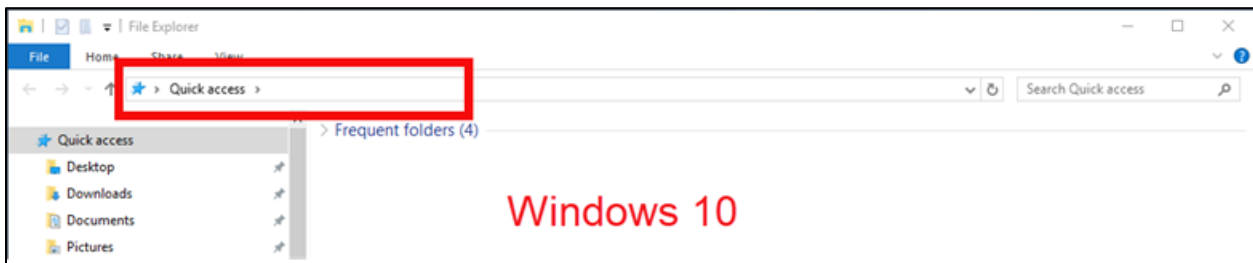 File Explorer
File Home Share View
Quick access
Search Quick access
Quick access
Frequent folders (4)
Desktop
Downloads
Documents
Pictures
Windows 10